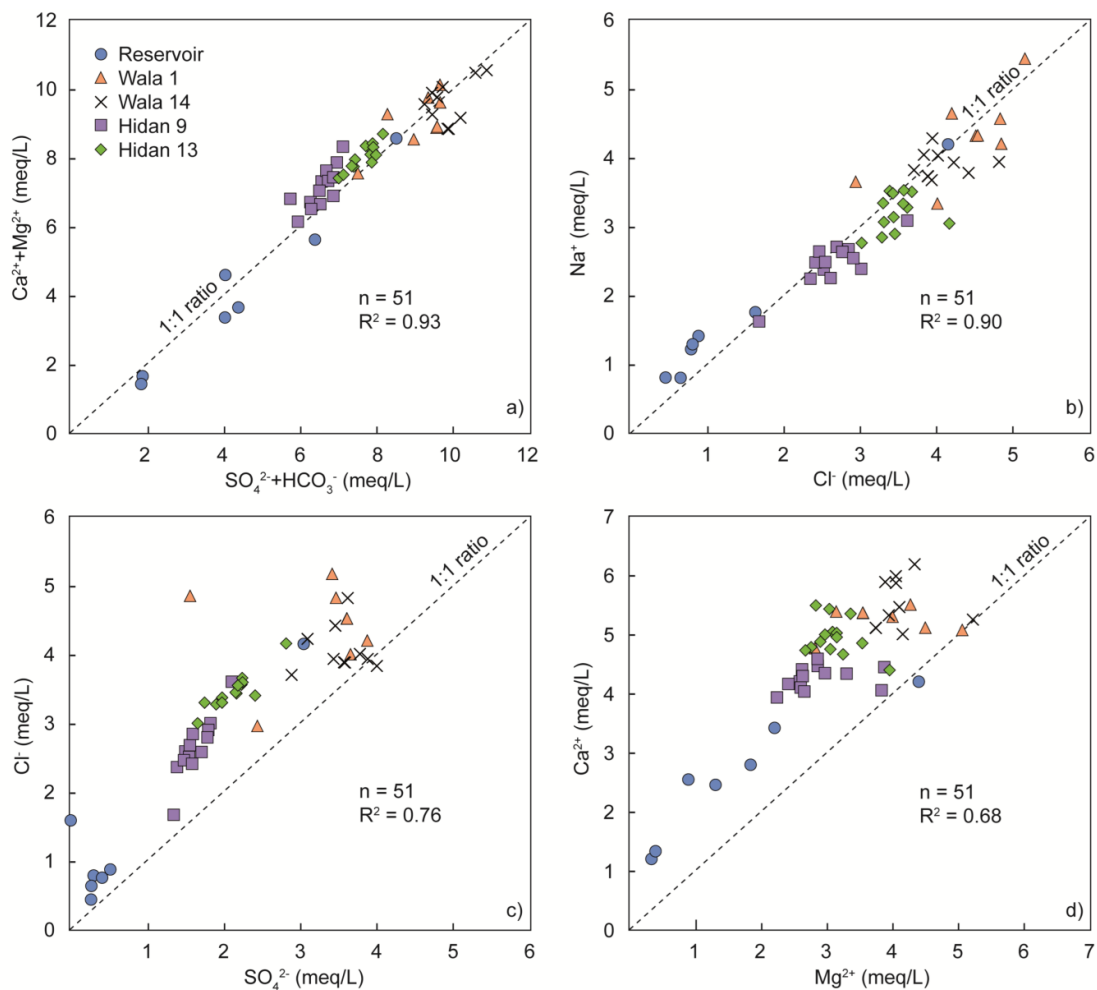 12
10
8
6
4
2
0
Ca²⁺+Mg²⁺ (meq/L)
Reservoir
Wala 1
Wala 14
Hidan 9
Hidan 13
1:1 ratio
n = 51
R² = 0.93
a)
2 4 6 8 10 12
SO₄²⁻+HCO₃⁻ (meq/L)
6
5
4
3
2
1
0
Na⁺ (meq/L)
1:1 ratio
n = 51
R² = 0.90
b)
1 2 3 4 5 6
Cl⁻ (meq/L)
6
5
4
3
2
1
0
Cl⁻ (meq/L)
1:1 ratio
n = 51
R² = 0.76
c)
1 2 3 4 5 6
SO₄²⁻ (meq/L)
7
6
5
4
3
2
1
0
Ca²⁺ (meq/L)
1:1 ratio
n = 51
R² = 0.68
d)
1 2 3 4 5 6 7
Mg²⁺ (meq/L)